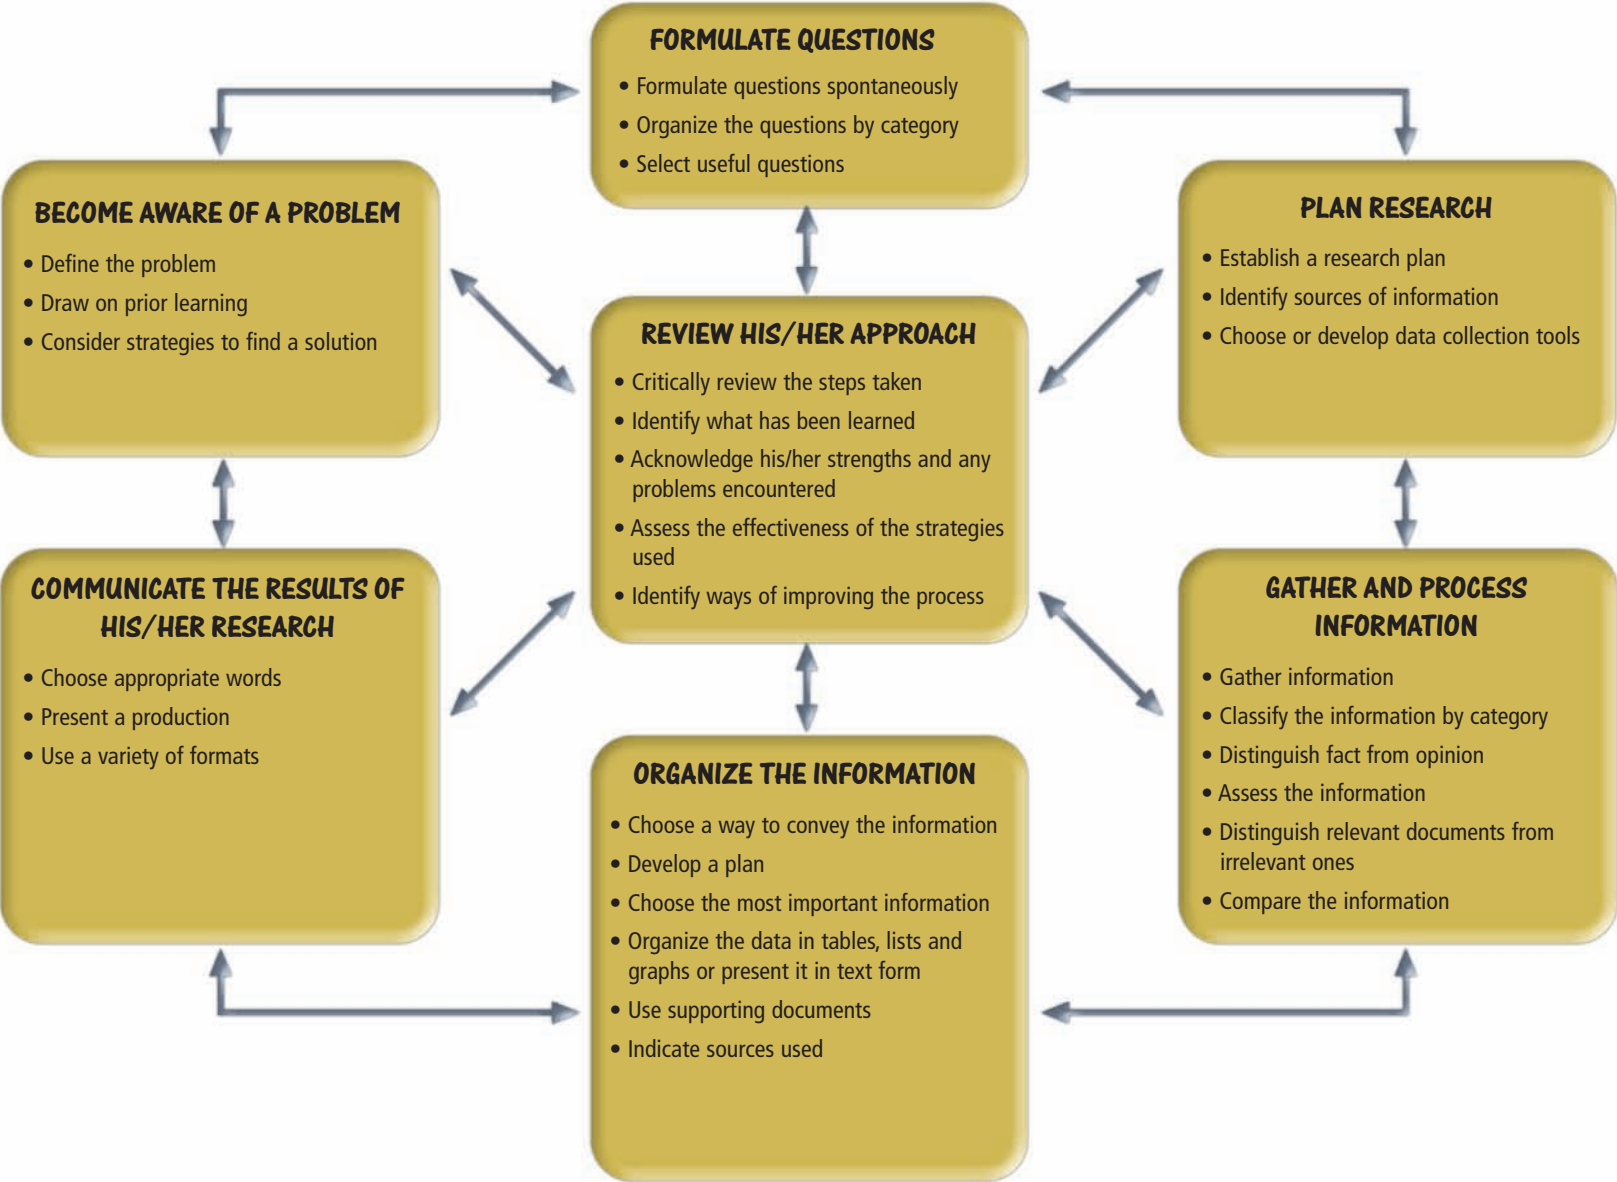 FORMULATE QUESTIONS
• Formulate questions spontaneously
• Organize the questions by category
• Select useful questions
BECOME AWARE OF A PROBLEM
• Define the problem
• Draw on prior learning
• Consider strategies to find a solution
PLAN RESEARCH
• Establish a research plan
• Identify sources of information
• Choose or develop data collection tools
REVIEW HIS/HER APPROACH
• Critically review the steps taken
• Identify what has been learned
• Acknowledge his/her strengths and any
problems encountered
• Assess the effectiveness of the strategies
used
• Identify ways of improving the process
COMMUNICATE THE RESULTS OF
HIS/HER RESEARCH
• Choose appropriate words
• Present a production
• Use a variety of formats
GATHER AND PROCESS
INFORMATION
• Gather information
• Classify the information by category
• Distinguish fact from opinion
• Assess the information
• Distinguish relevant documents from
irrelevant ones
• Compare the information
ORGANIZE THE INFORMATION
• Choose a way to convey the information
• Develop a plan
• Choose the most important information
• Organize the data in tables, lists and
graphs or present it in text form
• Use supporting documents
• Indicate sources used